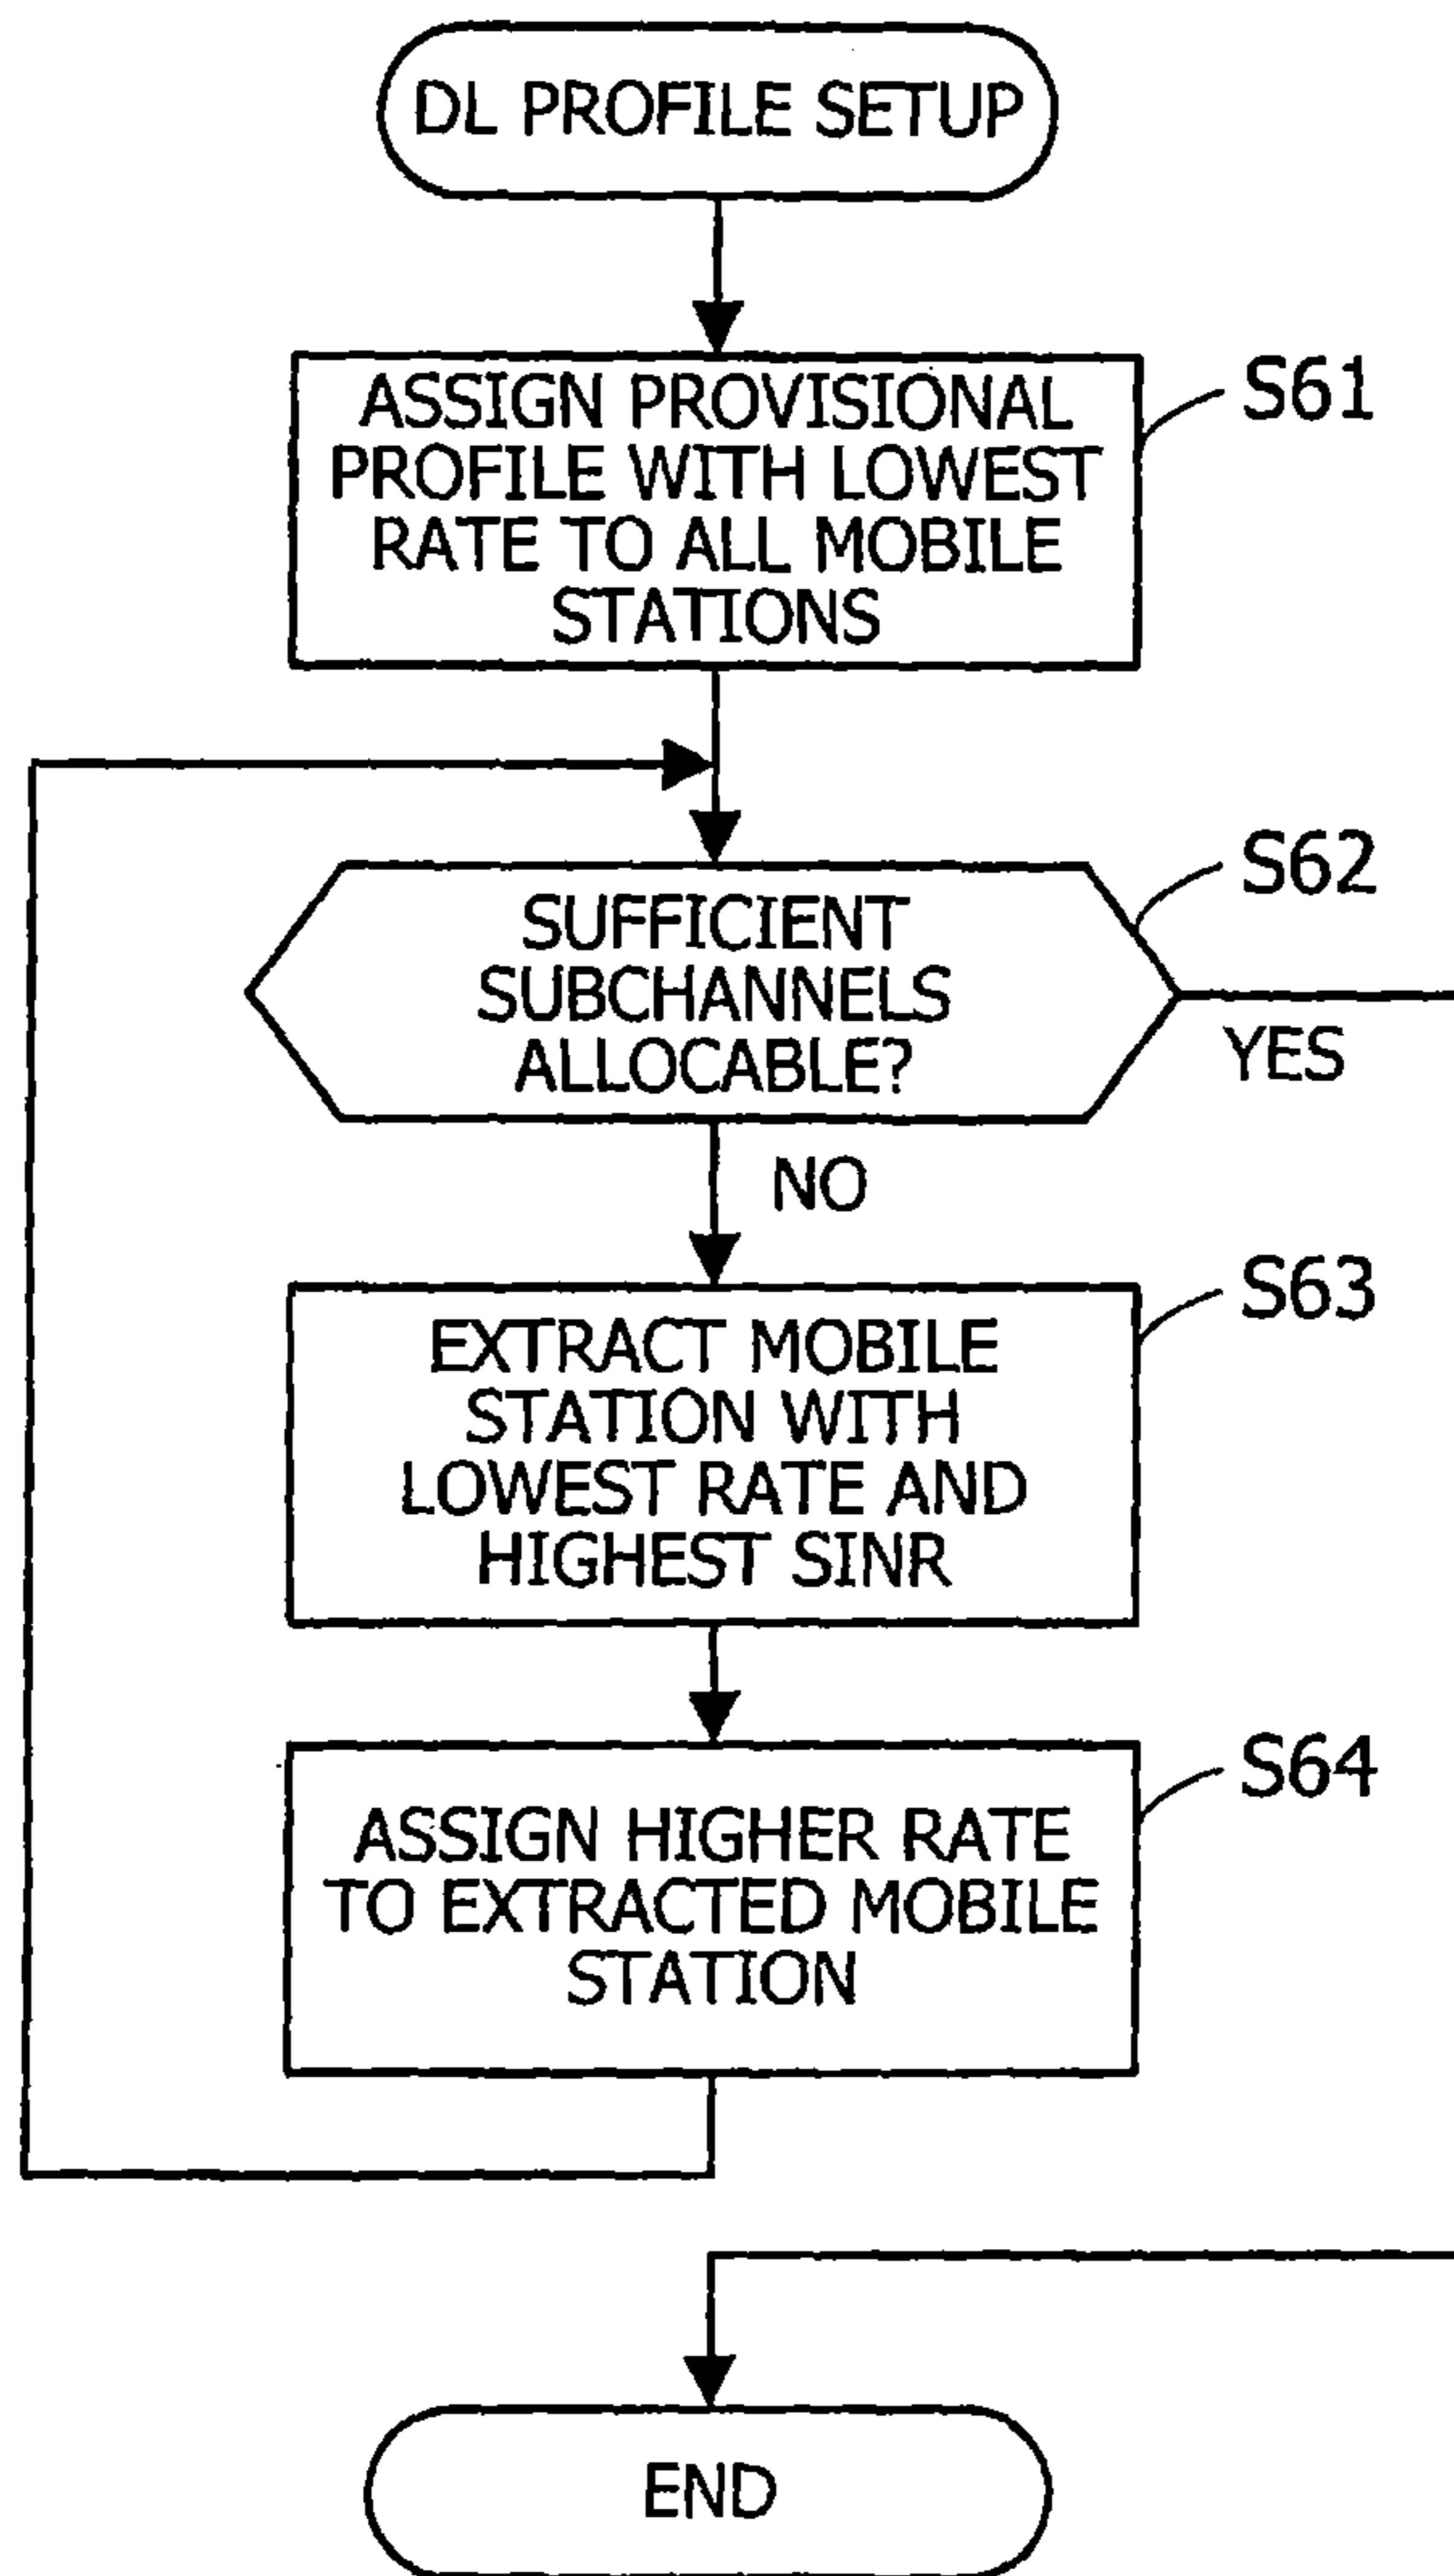 DL PROFILE SETUP
ASSIGN PROVISIONAL
PROFILE WITH LOWEST
RATE TO ALL MOBILE
STATIONS
S61
SUFFICIENT
SUBCHANNELS
ALLOCABLE?
S62
YES
NO
EXTRACT MOBILE
STATION WITH
LOWEST RATE AND
HIGHEST SINR
S63
ASSIGN HIGHER RATE
TO EXTRACTED MOBILE
STATION
S64
END